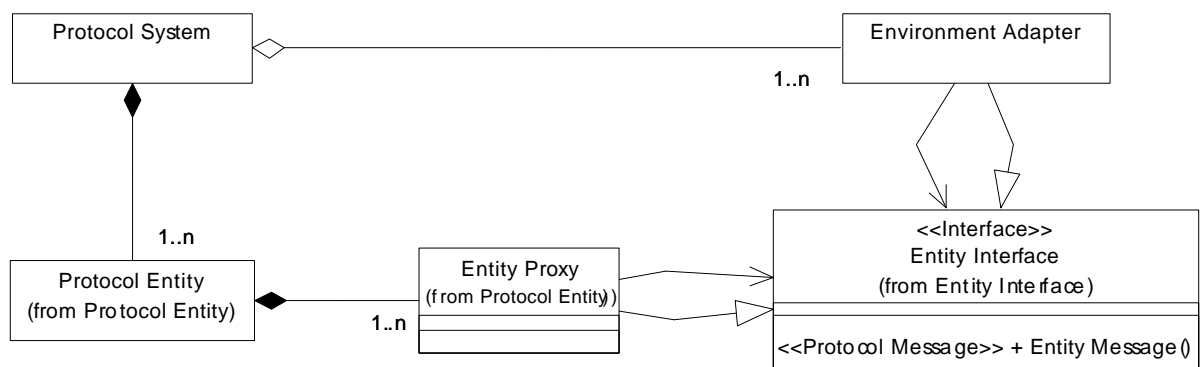 Protocol System
Environment Adapter
1..n
1..n
<<Interface>>
Entity Interface
(from Entity Interface)
Protocol Entity
(from Protocol Entity)
Entity Proxy
(from Protocol Entity))
1..n
<<Protocol Message>> + Entity Message()